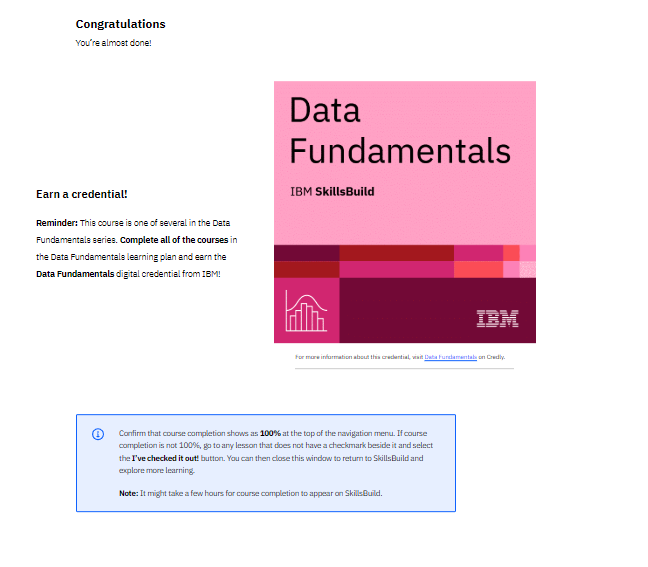 Congratulations
You're almost done!
Data
Fundamentals
IBM SkillsBuild
Earn a credential!
Reminder: This course is one of several in the Data
Fundamentals series. Complete all of the courses in
the Data Fundamentals learning plan and earn the
Data Fundamentals digital credential from IBM!
IBM
For more information about this credential, visit Data Fundamentals on Credly.
Confirm that course completion shows as 100% at the top of the navigation menu. If course
completion is not 100%, go to any lesson that does not have a checkmark beside it and select
the I've checked it out! button. You can then close this window to return to SkillsBuild and
explore more learning.
Note: It might take a few hours for course completion to appear on SkillsBuild.